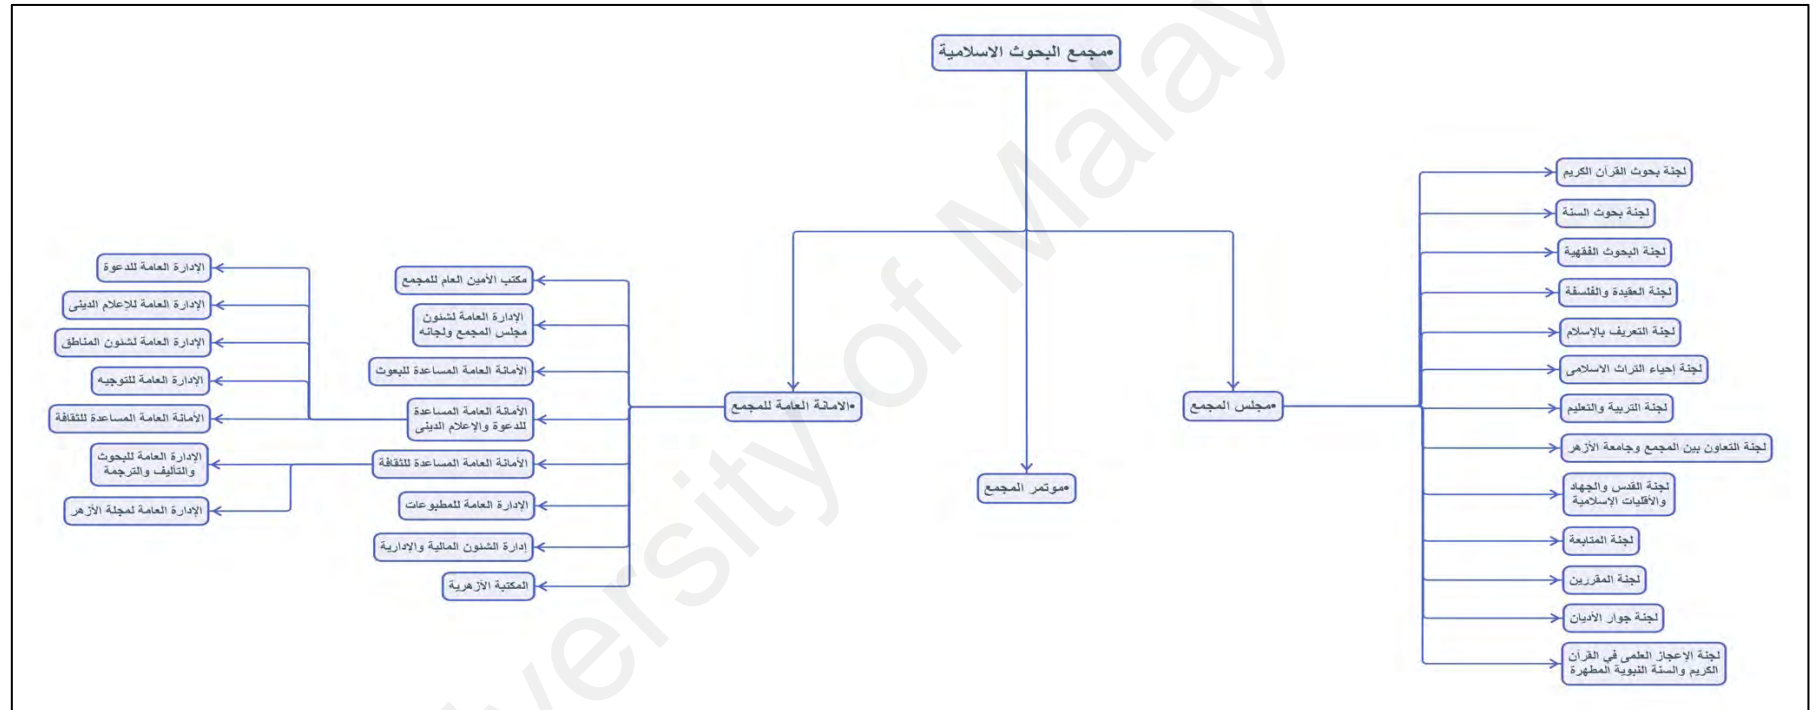 •مجمع البحوث الاسلامية
•مجلس المجمع
لجنة بحوث القرآن الكريم
لجنة بحوث السنة
لجنة البحوث الفقهية
لجنة العقيدة والفلسفة
لجنة التعريف بالإسلام
لجنة إحياء التراث الاسلامى
لجنة التربية والتعليم
لجنة التعاون بين المجمع وجامعة الأزهر
لجنة القدس والجهاد
والأقليات الإسلامية
لجنة المتابعة
لجنة المقررين
لجنة جوار الأديان
لجنة الإعجاز العلمى في القرآن
الكريم والسنة النبوية المطهرة
•موتمر المجمع
•الامانة العامة للمجمع
مكتب الأمين العام للمجمع
الإدارة العامة لشئون
مجلس المجمع ولجانه
الأمانة العامة المساعدة للبعوث
الأمانة العامة المساعدة
للدعوة والإعلام الدينى
الأمانة العامة المساعدة للثقافة
الإدارة العامة للمطبوعات
إدارة الشئون المالية والإدارية
المكتبة الأزهرية
الإدارة العامة للدعوة
الإدارة العامة للإعلام الدينى
الإدارة العامة لشئون المناطق
الإدارة العامة للتوجيه
الأمانة العامة المساعدة للثقافة
الإدارة العامة للبحوث
والتأليف والترجمة
الإدارة العامة لمجلة الأزهر
versity of Malay